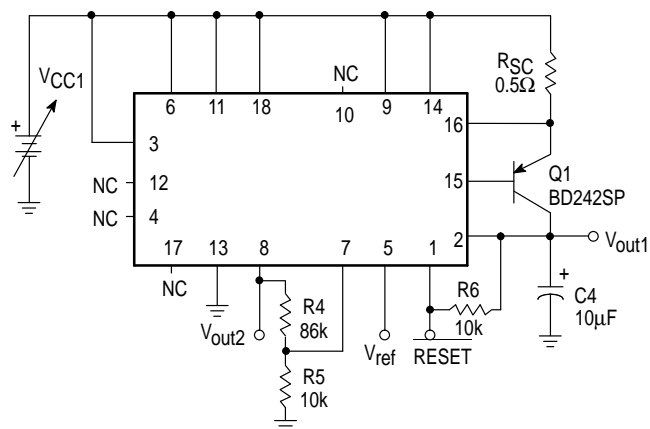 VCC1
+
NC
RSC
0.5Ω
6
11
18
10
9
14
16
3
12
NC
4
NC
15
Q1
BD242SP
17
13
8
7
5
1
2
Vout1
NC
Vout2
R4
86k
R5
10k
Vref
RESET
R6
10k
+
C4
10µF